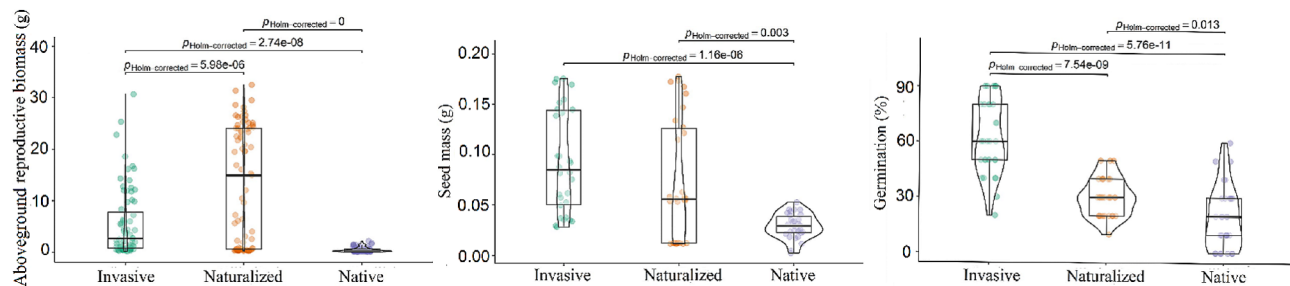 Aboveground reproductive biomass (g)
40
30
20
10
0
pHolm-corrected = 0
pHolm-corrected = 2.74e-08
pHolm-corrected = 5.98e-06
Invasive Naturalized Native
Seed mass (g)
0.20
0.15
0.10
0.05
0.00
pHolm-corrected = 0.003
pHolm-corrected = 1.16e-06
Invasive Naturalized Native
Germination (%)
90
60
30
0
pHolm-corrected = 0.013
pHolm-corrected = 5.76e-11
pHolm-corrected = 7.54e-09
Invasive Naturalized Native